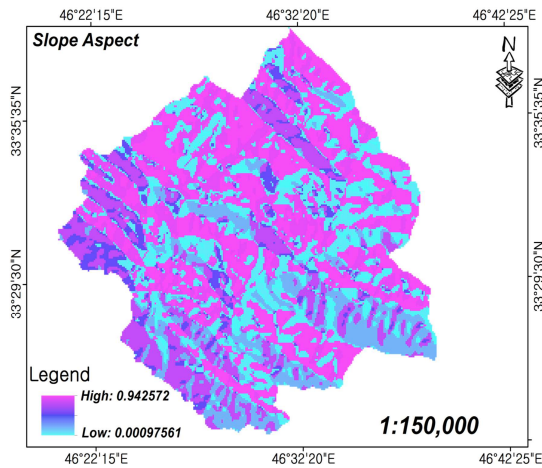 46°22'15"E 46°32'20"E 46°42'25"E
Slope Aspect
N
33°35'35"N 33°35'35"N
33°29'30"N 33°29'30"N
Legend
High: 0.942572
Low: 0.00097561
1:150,000
46°22'15"E 46°32'20"E 46°42'25"E